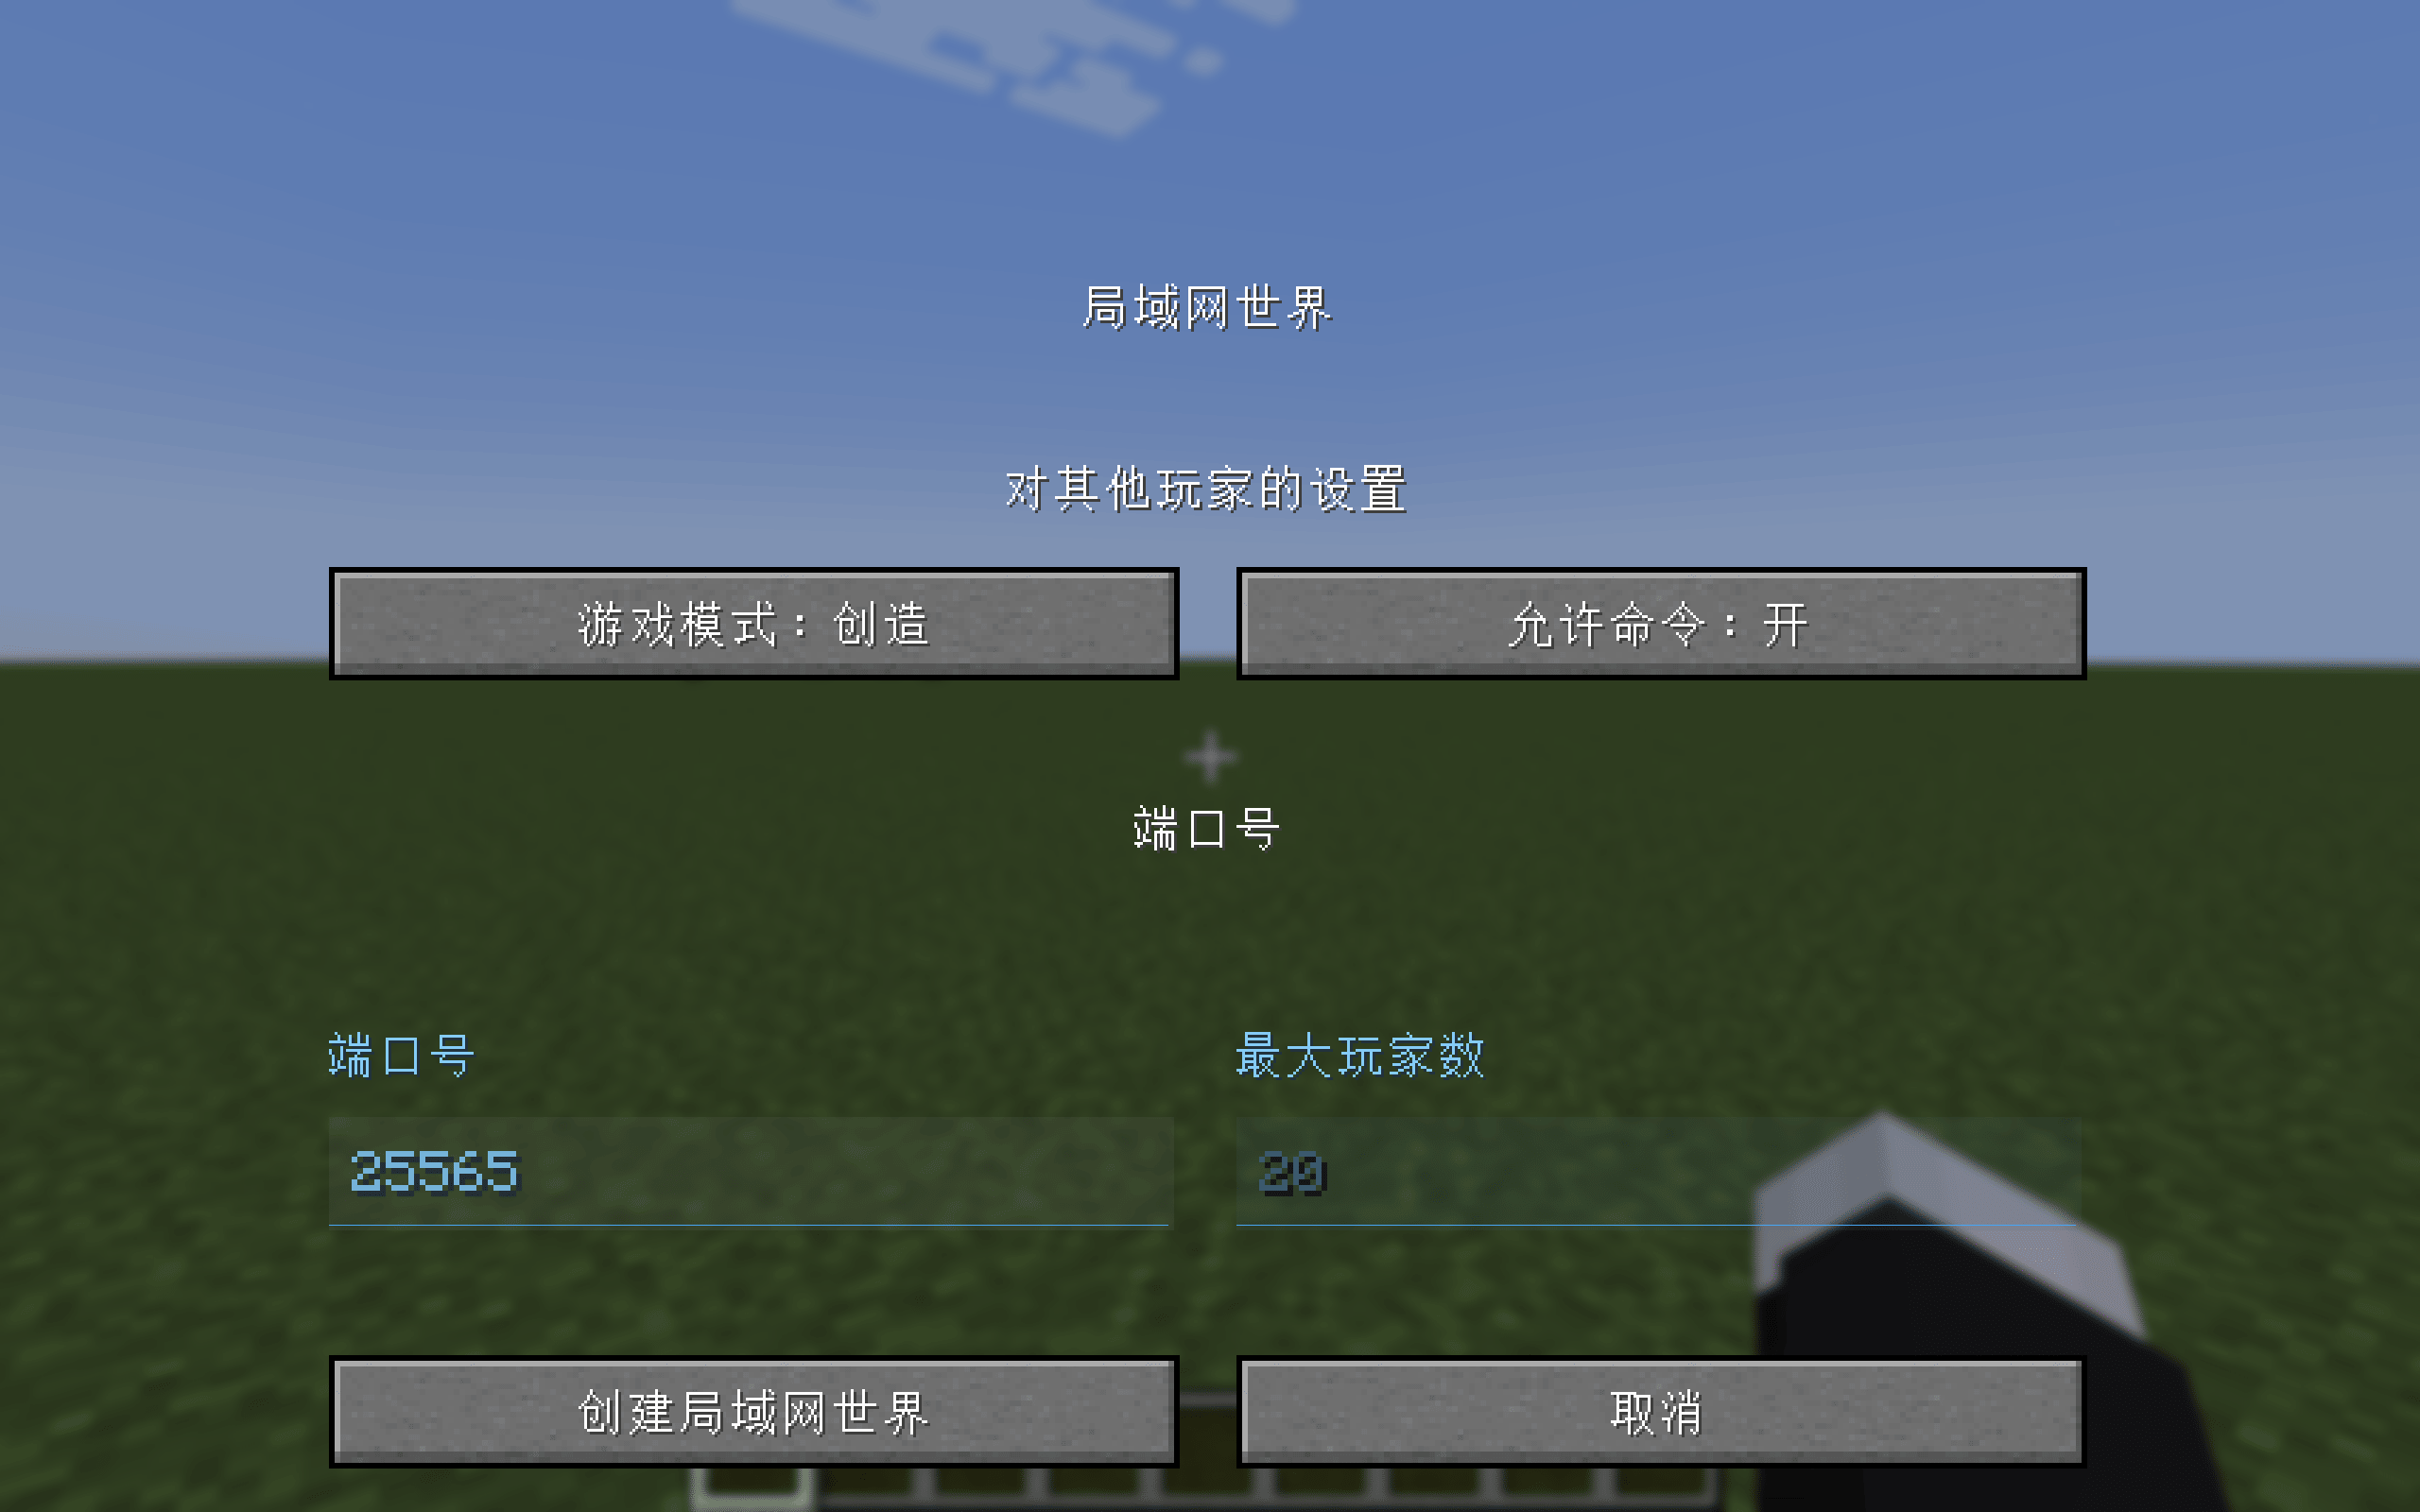 局域网世界
对其他玩家的设置
游戏模式：创造
允许命令：开
端口号
端口号
最大玩家数
25565
20
创建局域网世界
取消